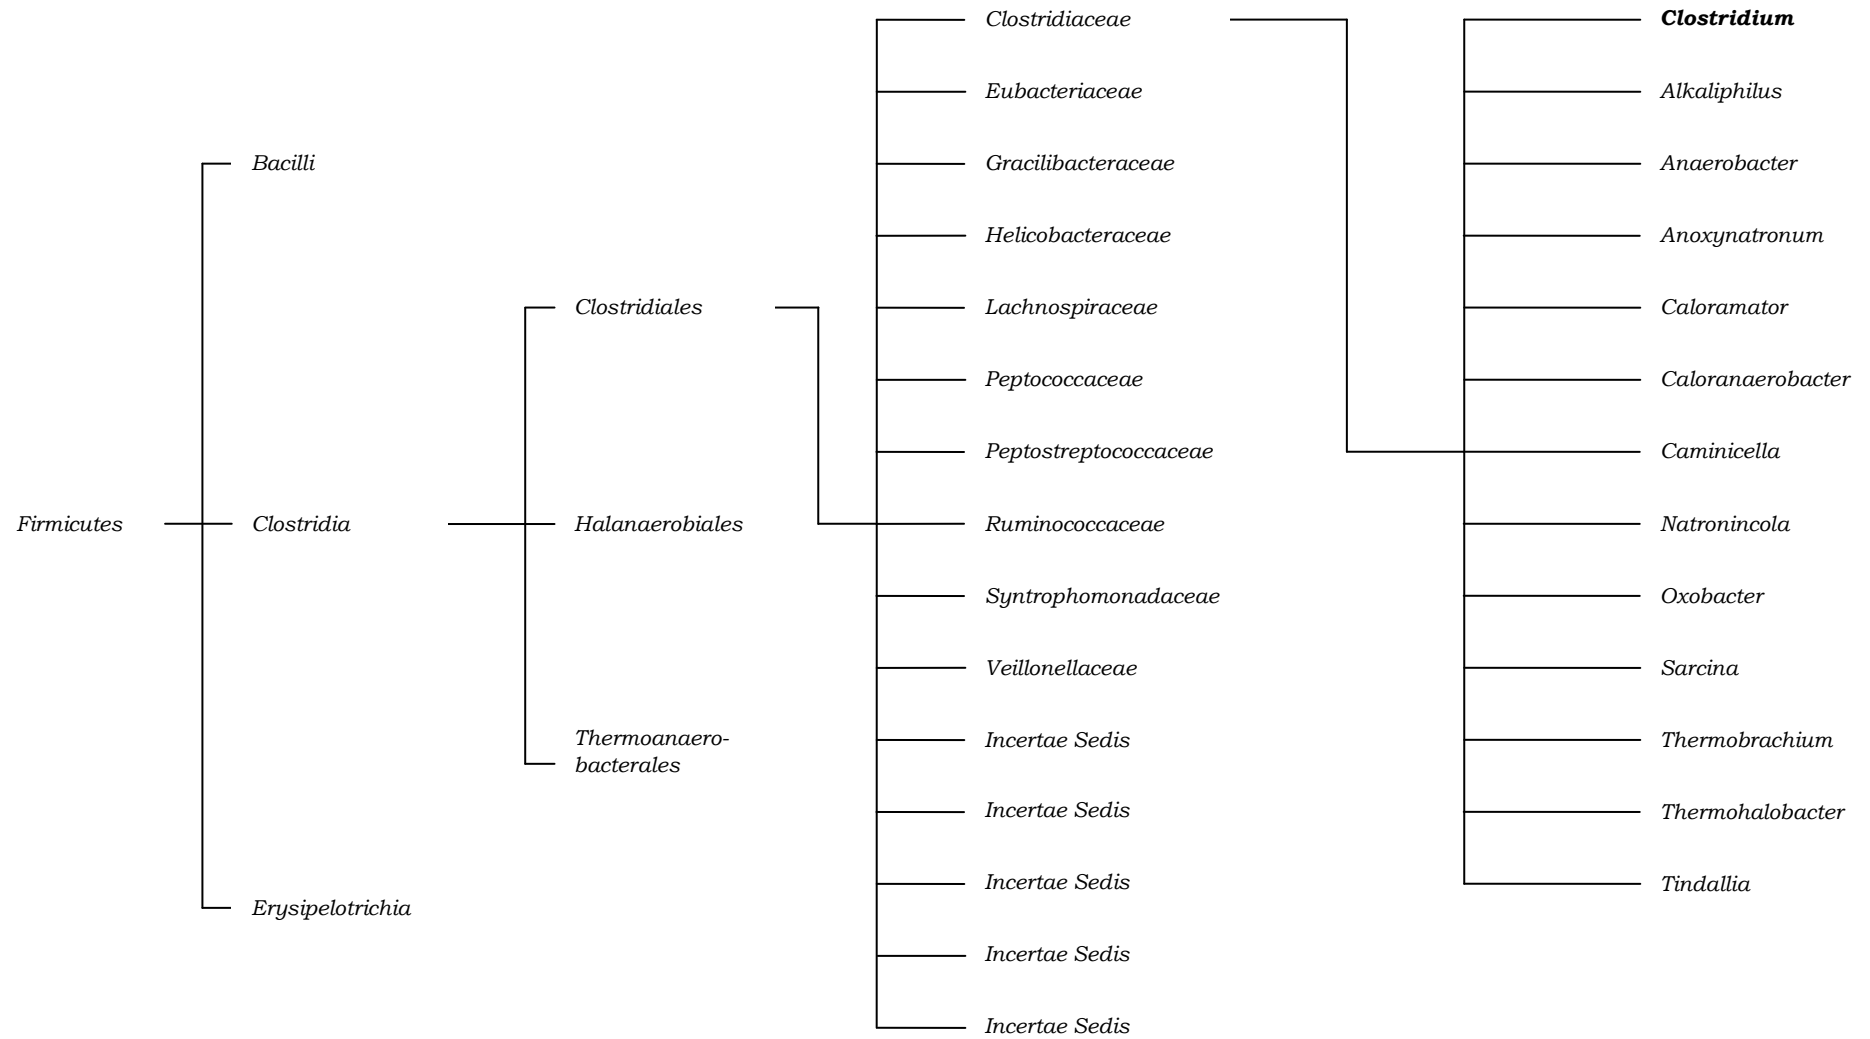 Firmicutes
Bacilli
Clostridia
Erysipelotrichia
Clostridiales
Halanaerobiales
Thermoanaero-
bacterales
Clostridiaceae
Eubacteriaceae
Gracilibacteraceae
Helicobacteraceae
Lachnospiraceae
Peptococcaceae
Peptostreptococcaceae
Ruminococcaceae
Syntrophomonadaceae
Veillonellaceae
Incertae Sedis
Incertae Sedis
Incertae Sedis
Incertae Sedis
Incertae Sedis
Clostridium
Alkaliphilus
Anaerobacter
Anoxynatronum
Caloramator
Caloranaerobacter
Caminicella
Natronincola
Oxobacter
Sarcina
Thermobrachium
Thermohalobacter
Tindallia